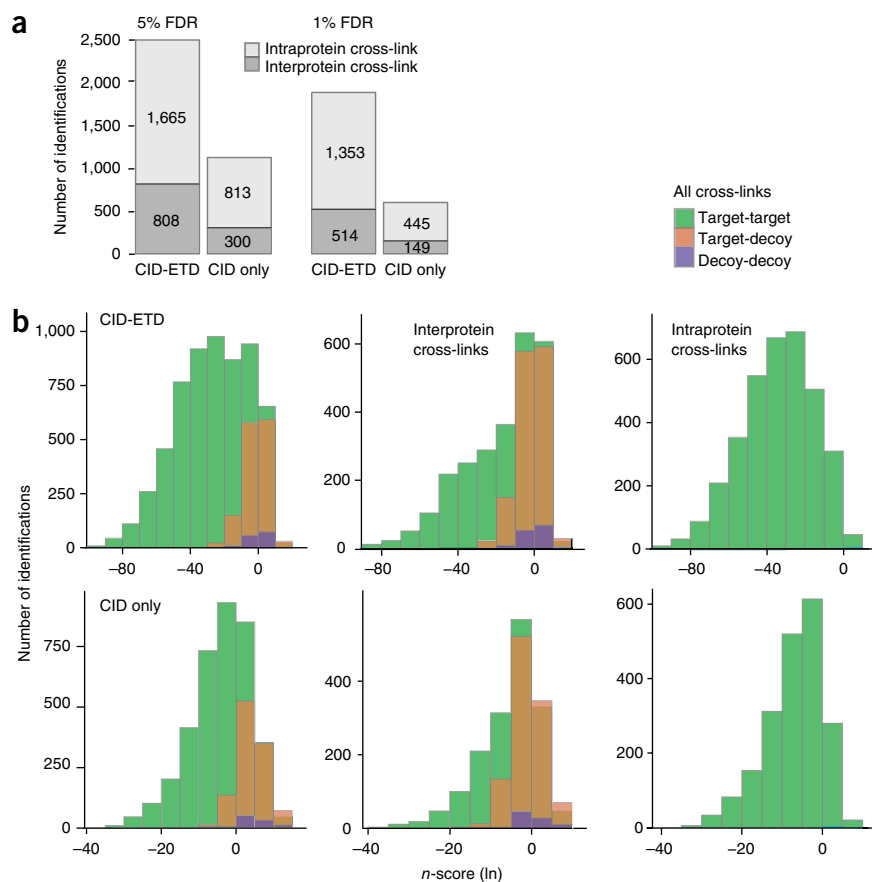 a
5% FDR
1% FDR
Intraprotein cross-link
Interprotein cross-link
Number of identifications
2,500
2,000
1,500
1,000
500
0
1,665
808
813
300
1,353
514
445
149
CID-ETD
CID only
CID-ETD
CID only
All cross-links
Target-target
Target-decoy
Decoy-decoy
b
Number of identifications
CID-ETD
1,000
750
500
250
0
−80
−40
0
Interprotein
cross-links
600
400
200
0
−80
−40
0
Intraprotein
cross-links
600
400
200
0
−80
−40
0
CID only
750
500
250
0
−40
−20
0
400
200
0
−40
−20
0
600
400
200
0
−40
−20
0
n-score (ln)